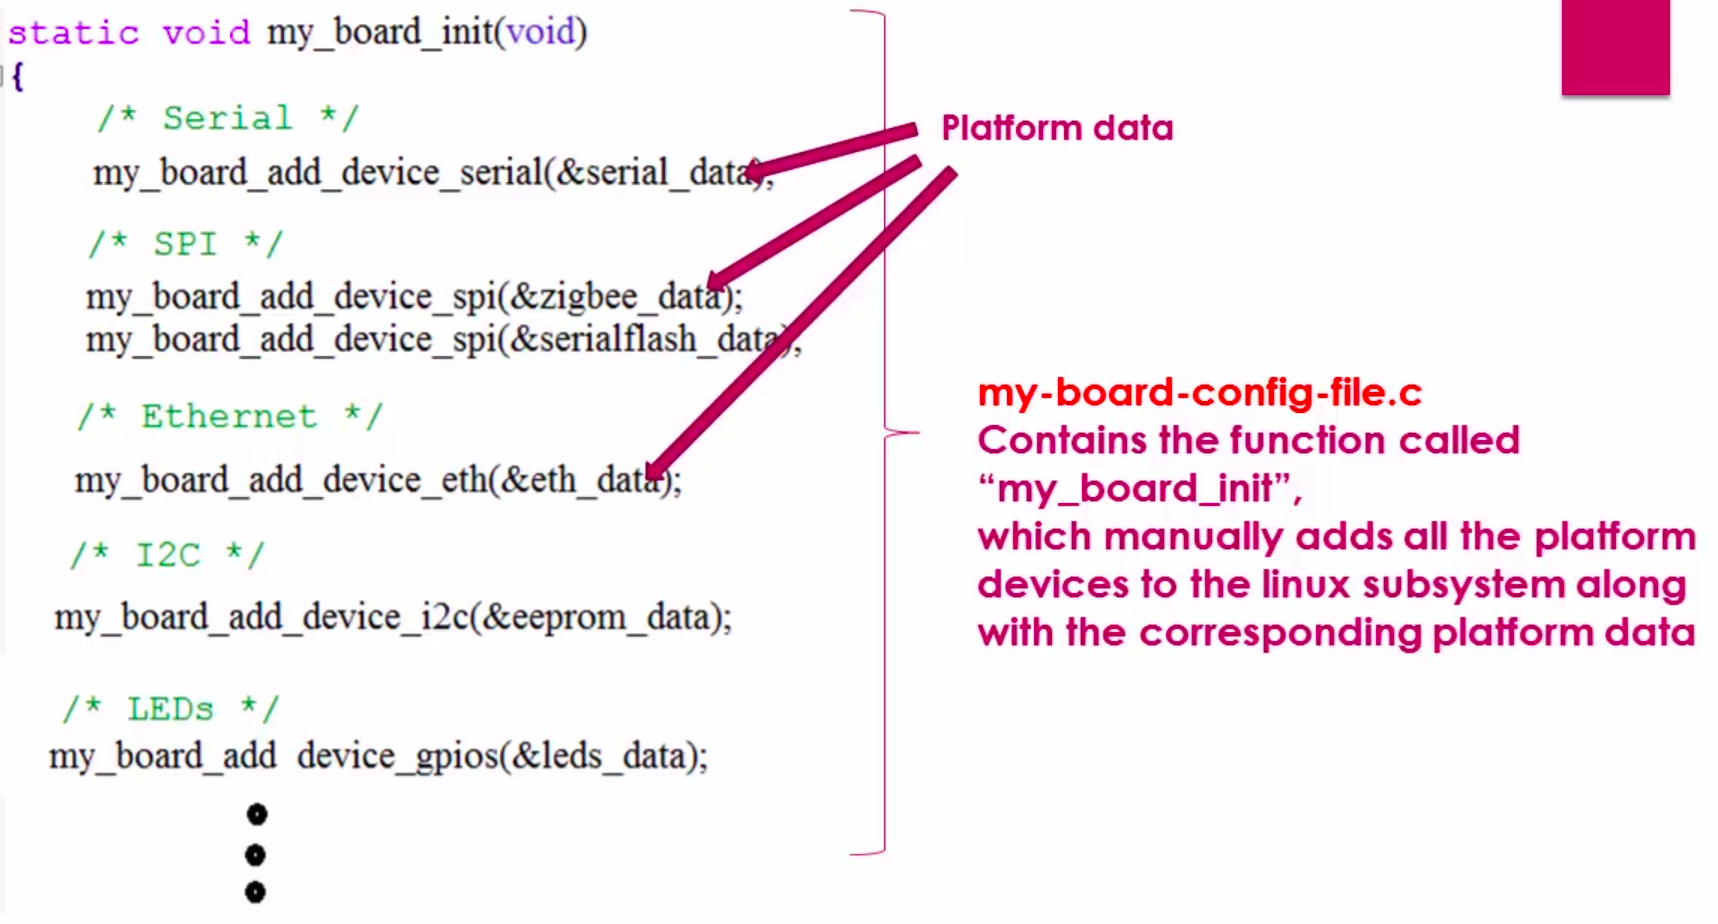 static void my_board_init(void)
{
/* Serial */
my_board_add_device_serial(&serial_data);
/* SPI */
my_board_add_device_spi(&zigbee_data);
my_board_add_device_spi(&serialflash_data);
/* Ethernet */
my_board_add_device_eth(&eth_data);
/* I2C */
my_board_add_device_i2c(&eeprom_data);
/* LEDs */
my_board_add device_gpios(&leds_data);
Platform data
my-board-config-file.c
Contains the function called
“my_board_init”,
which manually adds all the platform
devices to the linux subsystem along
with the corresponding platform data